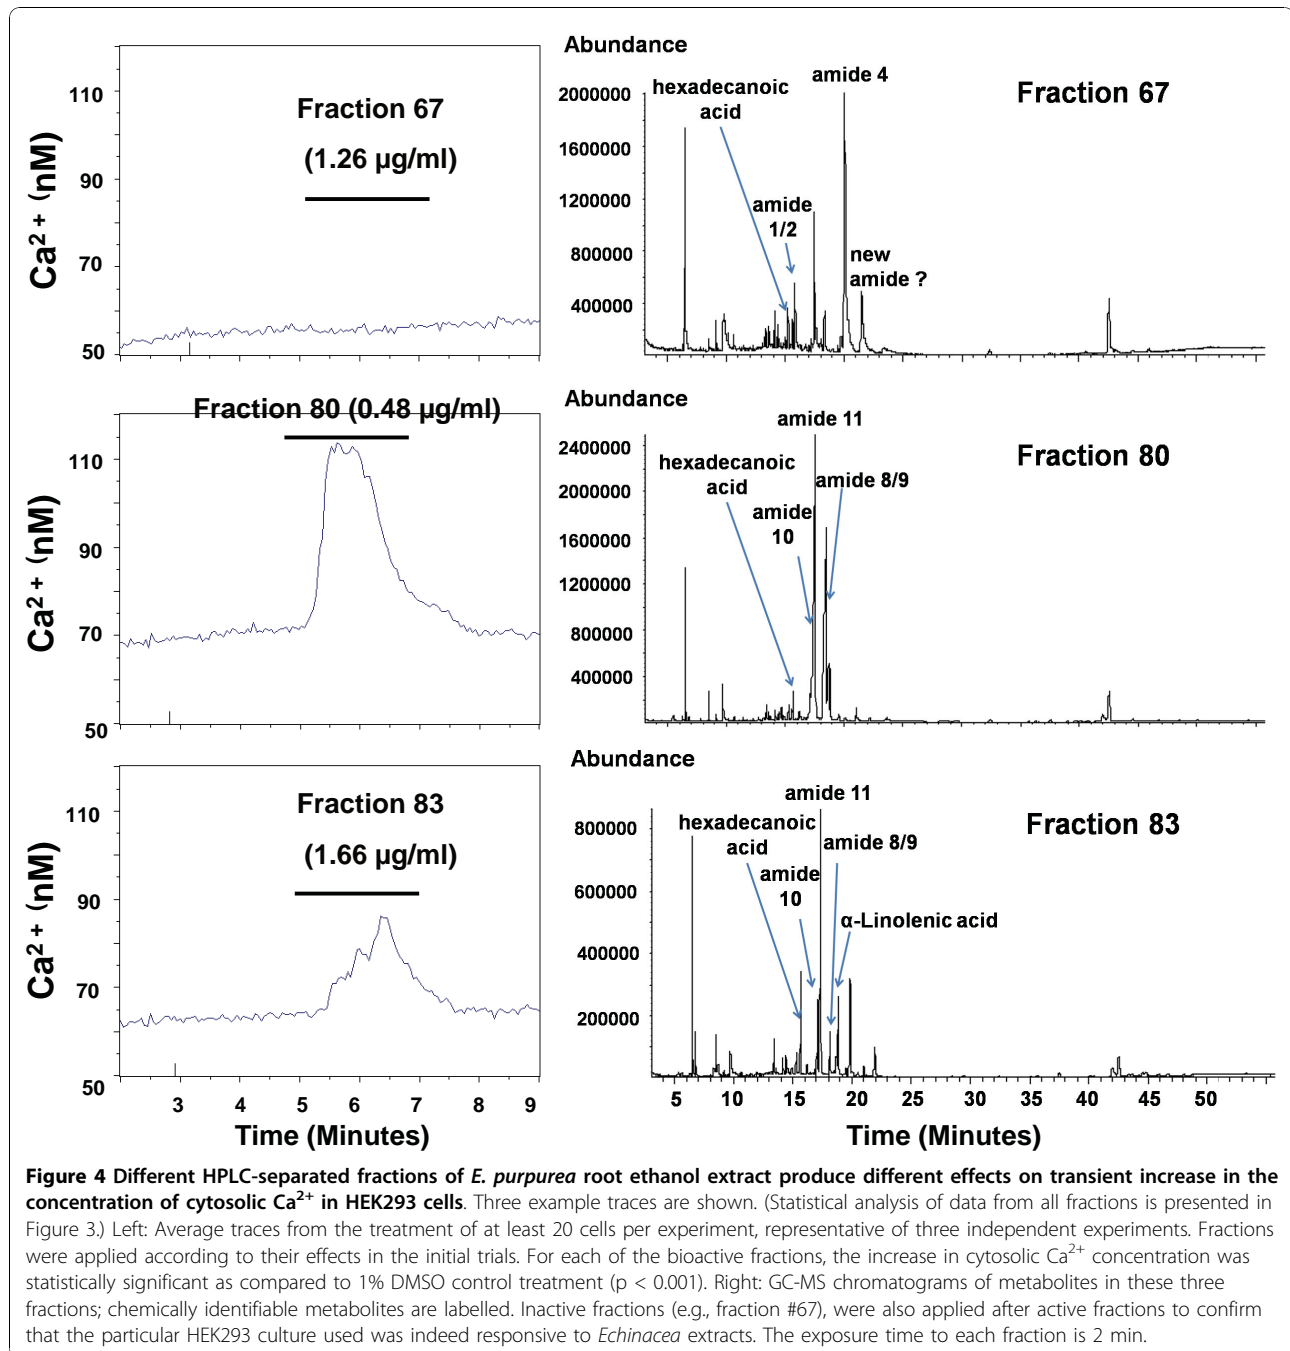 Fraction 67
(1.26 µg/ml)
Ca2+ (nM)
110
90
70
50
Abundance
Fraction 67
hexadecanoic
acid
amide 4
amide
1/2
new
amide ?
2000000
1600000
1200000
800000
400000
Fraction 80 (0.48 µg/ml)
Ca2+ (nM)
110
90
70
50
Abundance
Fraction 80
amide 11
hexadecanoic
acid
amide
10
amide 8/9
2400000
2000000
1600000
1200000
800000
400000
Fraction 83
(1.66 µg/ml)
Ca2+ (nM)
110
90
70
50
3 4 5 6 7 8 9
Time (Minutes)
Abundance
Fraction 83
amide 11
hexadecanoic
acid
amide
10
amide 8/9
α-Linolenic acid
800000
600000
400000
200000
5 10 15 20 25 30 35 40 45 50
Time (Minutes)
Figure 4 Different HPLC-separated fractions of E. purpurea root ethanol extract produce different effects on transient increase in the
concentration of cytosolic Ca2+ in HEK293 cells. Three example traces are shown. (Statistical analysis of data from all fractions is presented in
Figure 3.) Left: Average traces from the treatment of at least 20 cells per experiment, representative of three independent experiments. Fractions
were applied according to their effects in the initial trials. For each of the bioactive fractions, the increase in cytosolic Ca2+ concentration was
statistically significant as compared to 1% DMSO control treatment (p < 0.001). Right: GC-MS chromatograms of metabolites in these three
fractions; chemically identifiable metabolites are labelled. Inactive fractions (e.g., fraction #67), were also applied after active fractions to confirm
that the particular HEK293 culture used was indeed responsive to Echinacea extracts. The exposure time to each fraction is 2 min.